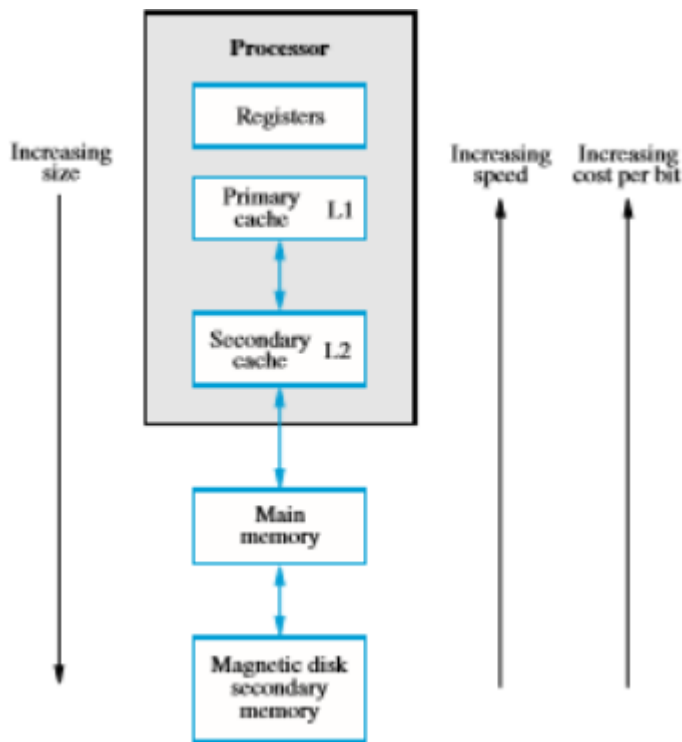 Processor
Registers
Increasing
size
Increasing
speed
Increasing
cost per bit
Primary
cache L1
Secondary
cache L2
Main
memory
Magnetic disk
secondary
memory